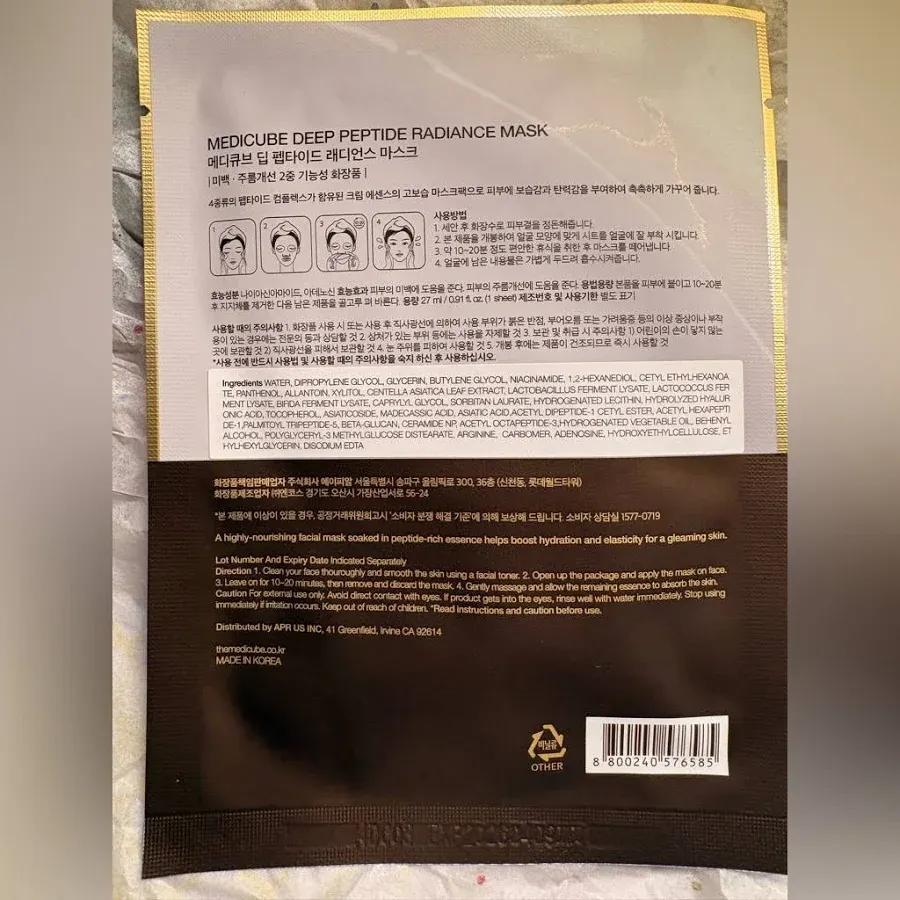 MEDICUBE DEEP PEPTIDE RADIANCE MASK
메디큐브 딥 펩타이드 래디언스 마스크
|미백 · 주름개선 2중 기능성 화장품|
4종류의 펩타이드 컴플렉스가 함유된 크림 에센스의 고보습 마스크팩으로 피부에 보습감과 탄력감을 부여하여 촉촉하게 가꾸어 줍니다.
1 2 3 4
사용방법
1. 세안 후 화장수로 피부결을 정돈해줍니다.
2. 본 제품을 개봉하여 얼굴 모양에 맞게 시트를 얼굴에 잘 부착 시킵니다.
3. 약 10~20분 정도 편안한 휴식을 취한 후 마스크를 떼어냅니다.
4. 얼굴에 남은 내용물은 가볍게 두드려 흡수시켜줍니다.
효능성분 나이아신아마이드, 아데노신 효능효과 피부의 미백에 도움을 준다. 피부의 주름개선에 도움을 준다. 용법용량 본품을 피부에 붙이고 10~20분
후 지지체를 제거한 다음 남은 제품을 골고루 펴 바른다. 용량 27 ml / 0.91 fl. oz. (1 sheet) 제조번호 및 사용기한 별도 표기
사용할 때의 주의사항 1. 화장품 사용 시 또는 사용 후 직사광선에 의하여 사용 부위가 붉은 반점, 부어오름 또는 가려움증 등의 이상 증상이나 부작
용이 있는 경우에는 전문의 등과 상담할 것 2. 상처가 있는 부위 등에는 사용을 자제할 것 3. 보관 및 취급 시 주의사항 1) 어린이의 손이 닿지 않는
곳에 보관할 것 2) 직사광선을 피해서 보관할 것 4. 눈 주위를 피하여 사용할 것 5. 개봉 후에는 제품이 건조되므로 즉시 사용할 것
*사용 전에 반드시 사용법 및 사용할 때의 주의사항을 숙지 하신 후 사용하십시오.
Ingredients WATER, DIPROPYLENE GLYCOL, GLYCERIN, BUTYLENE GLYCOL, NIACINAMIDE, 1,2-HEXANEDIOL, CETYL ETHYLHEXANOA
TE, PANTHENOL, ALLANTOIN, XYLITOL, CENTELLA ASIATICA LEAF EXTRACT, LACTOBACILLUS FERMENT LYSATE, LACTOCOCCUS FER
MENT LYSATE, BIFIDA FERMENT LYSATE, CAPRYLYL GLYCOL, SORBITAN LAURATE, HYDROGENATED LECITHIN, HYDROLYZED HYALUR
ONIC ACID, TOCOPHEROL, ASIATICOSIDE, MADECASSIC ACID, ASIATIC ACID,ACETYL DIPEPTIDE-1 CETYL ESTER, ACETYL HEXAPEPTI
DE-1,PALMITOYL TRIPEPTIDE-5, BETA-GLUCAN, CERAMIDE NP, ACETYL OCTAPEPTIDE-3,HYDROGENATED VEGETABLE OIL, BEHENYL
ALCOHOL, POLYGLYCERYL-3 METHYLGLUCOSE DISTEARATE, ARGININE, CARBOMER, ADENOSINE, HYDROXYETHYLCELLULOSE, ET
HYLHEXYLGLYCERIN, DISODIUM EDTA
화장품책임판매업자 주식회사 에이피알 서울특별시 송파구 올림픽로 300, 36층 (신천동, 롯데월드타워)
화장품제조업자 ㈜엔코스 경기도 오산시 가장산업서로 56-24
*본 제품에 이상이 있을 경우, 공정거래위원회고시 '소비자 분쟁 해결 기준'에 의해 보상해 드립니다. 소비자 상담실 1577-0719
A highly-nourishing facial mask soaked in peptide-rich essence helps boost hydration and elasticity for a gleaming skin.
Lot Number And Expiry Date Indicated Separately
Direction 1. Clean your face thouroughly and smooth the skin using a facial toner. 2. Open up the package and apply the mask on face.
3. Leave on for 10~20 minutes, then remove and discard the mask. 4. Gently massage and allow the remaining essence to absorb the skin.
Caution For external use only. Avoid direct contact with eyes. If product gets into the eyes, rinse well with water immediately. Stop using
immediately if irritation occurs. Keep out of reach of children. *Read instructions and caution before use.
Distributed by APR US INC, 41 Greenfield, Irvine CA 92614
themedicube.co.kr
MADE IN KOREA
비닐류
OTHER
8 800240 576585